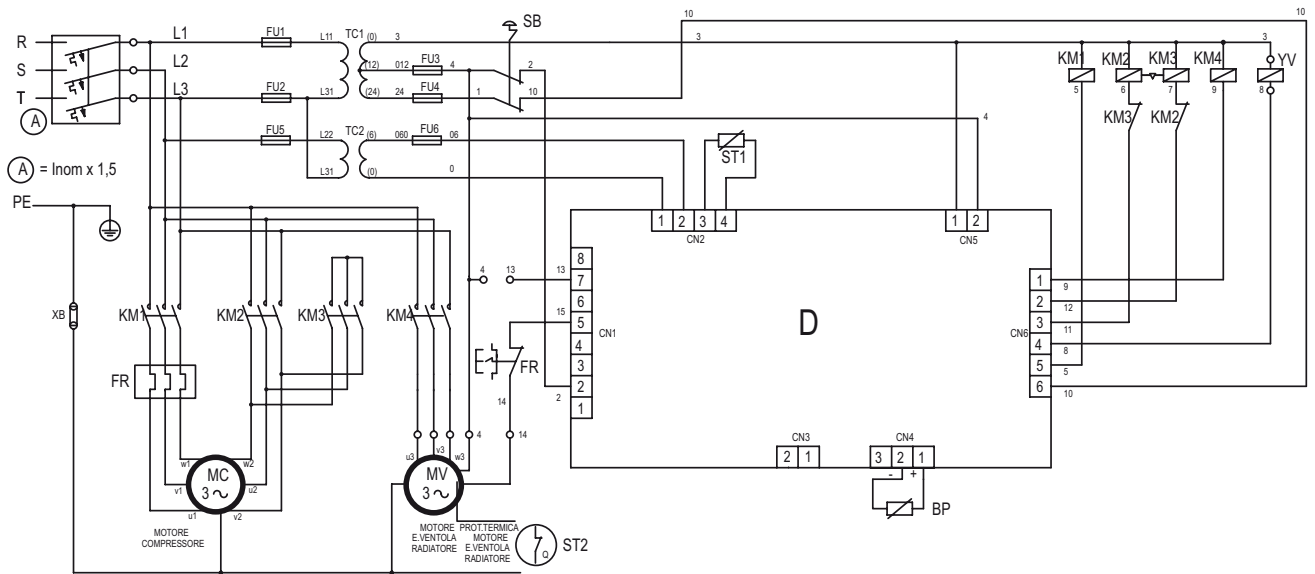 10
10
R
L1
FU1
L11
TC1
(0)
3
SB
3
3
S
L2
(12)
012
FU3
4
2
KM1
KM2
KM3
KM4
YV
T
L3
FU2
L31
(24)
24
FU4
1
10
5
6
7
9
8
A
KM3
KM2
4
FU5
L22
TC2
(6)
060
FU6
06
ST1
A = Inom x 1,5
L31
(0)
0
PE
1 2 3 4
CN2
1 2
CN5
8
7
6
5
4
3
2
1
CN1
4
13
13
15
2
D
1
2
3
4
5
6
CN6
9
12
11
8
5
10
XB
KM1
KM2
KM3
KM4
FR
FR
14
4
14
CN3
2 1
CN4
3 2 1
- +
BP
w1
w2
MC
3 ~
v1
u2
u1
v2
MOTORE
COMPRESSORE
u3
v3
w3
MV
3 ~
MOTORE
E.VENTOLA
RADIATORE
PROT.TERMICA
MOTORE
E.VENTOLA
RADIATORE
Q
ST2